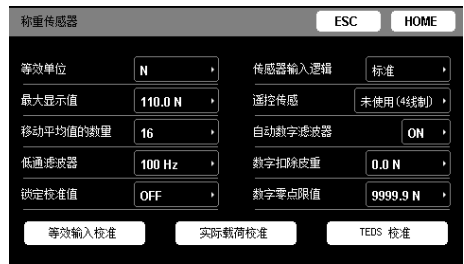 称重传感器 ESC HOME
等效单位 N 传感器输入逻辑 标准
最大显示值 110.0 N 遥控传感 未使用(4线制)
移动平均值的数量 16 自动数字滤波器 ON
低通滤波器 100 Hz 数字扣除皮重 0.0 N
锁定校准值 OFF 数字零点限值 9999.9 N
等效输入校准 实际载荷校准 TEDS 校准